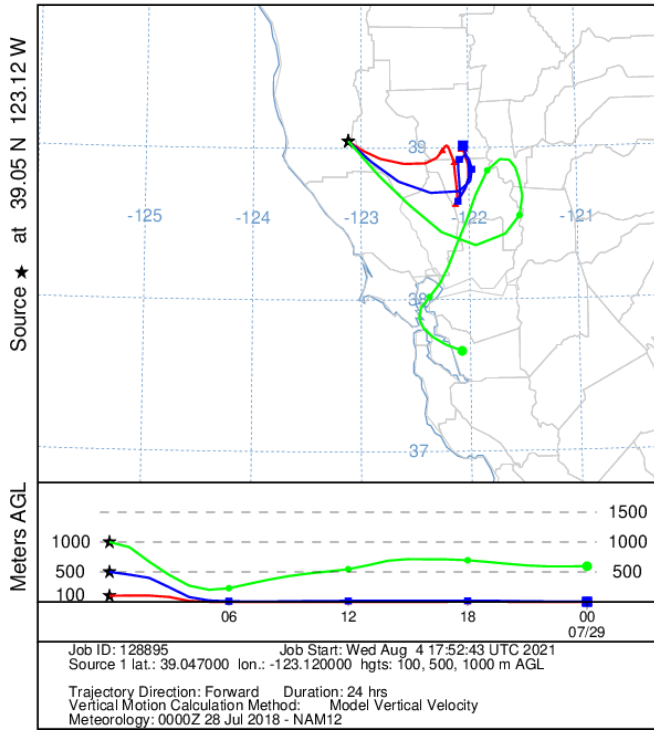 Source ★ at 39.05 N 123.12 W
39
-125 -124 -123 -122 -121
38
37
Meters AGL
1500
1000 1000
500 500
100
06 12 18 00
07/29
Job ID: 128895 Job Start: Wed Aug 4 17:52:43 UTC 2021
Source 1 lat.: 39.047000 lon.: -123.120000 hgts: 100, 500, 1000 m AGL
Trajectory Direction: Forward Duration: 24 hrs
Vertical Motion Calculation Method: Model Vertical Velocity
Meteorology: 0000Z 28 Jul 2018 - NAM12